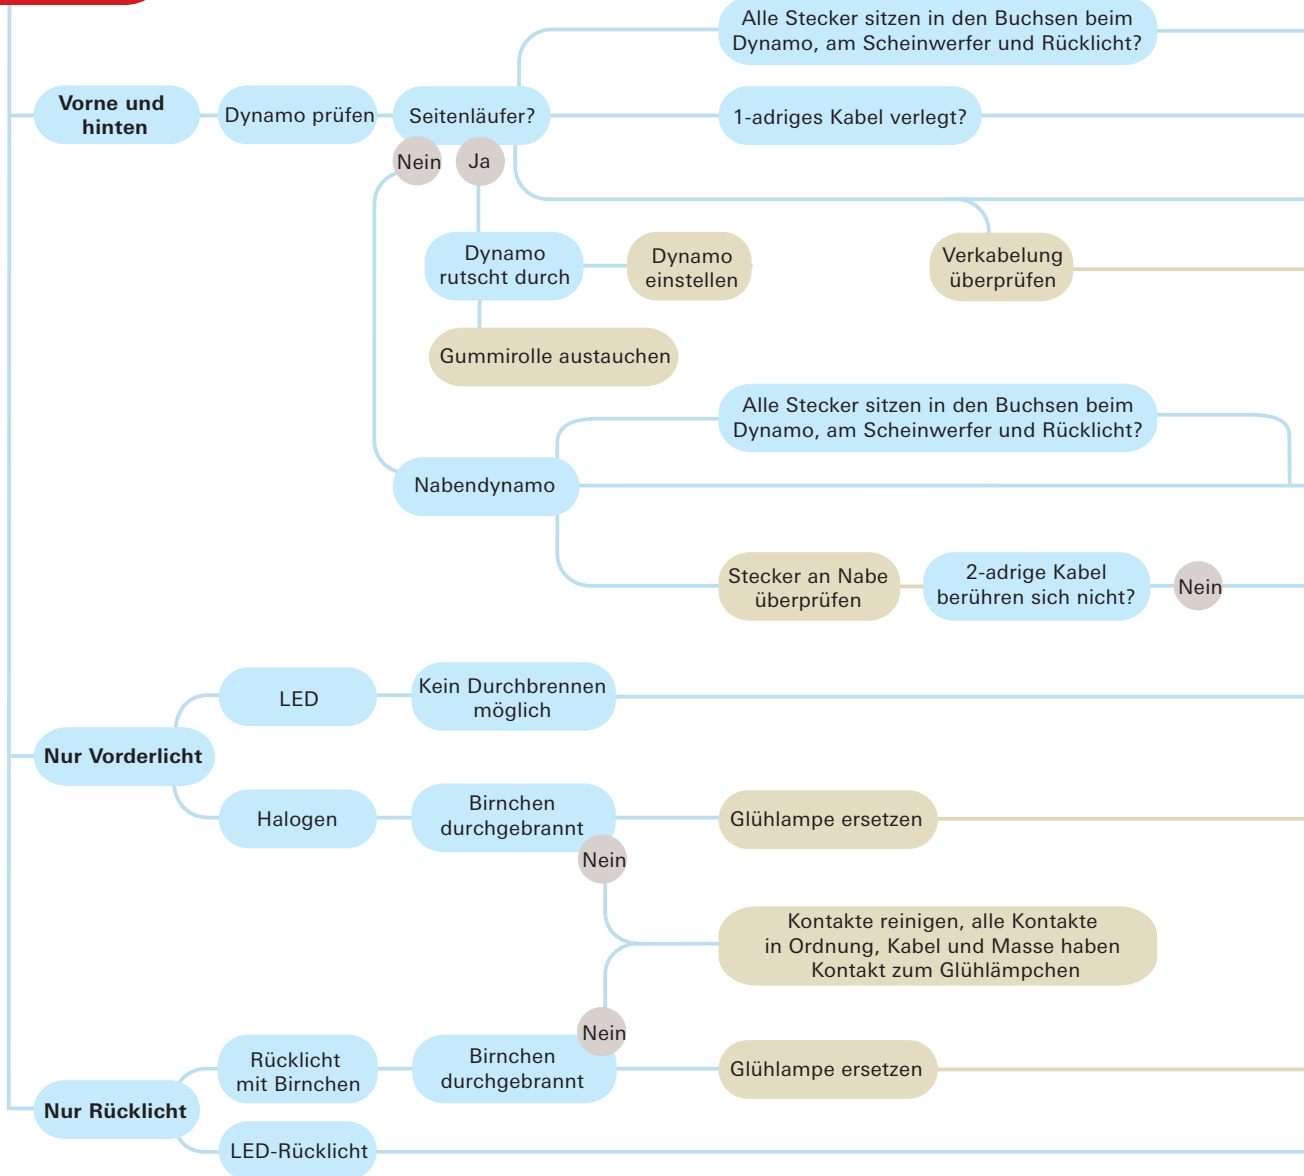 Alle Stecker sitzen in den Buchsen beim
Dynamo, am Scheinwerfer und Rücklicht?
Vorne und
hinten
Dynamo prüfen
Seitenläufer?
1-adriges Kabel verlegt?
Nein
Ja
Dynamo
rutscht durch
Dynamo
einstellen
Verkabelung
überprüfen
Gummirolle austauchen
Alle Stecker sitzen in den Buchsen beim
Dynamo, am Scheinwerfer und Rücklicht?
Nabendynamo
Stecker an Nabe
überprüfen
2-adrige Kabel
berühren sich nicht?
Nein
LED
Kein Durchbrennen
möglich
Nur Vorderlicht
Halogen
Birnchen
durchgebrannt
Glühlampe ersetzen
Nein
Kontakte reinigen, alle Kontakte
in Ordnung, Kabel und Masse haben
Kontakt zum Glühlämpchen
Nein
Rücklicht
mit Birnchen
Birnchen
durchgebrannt
Glühlampe ersetzen
Nur Rücklicht
LED-Rücklicht